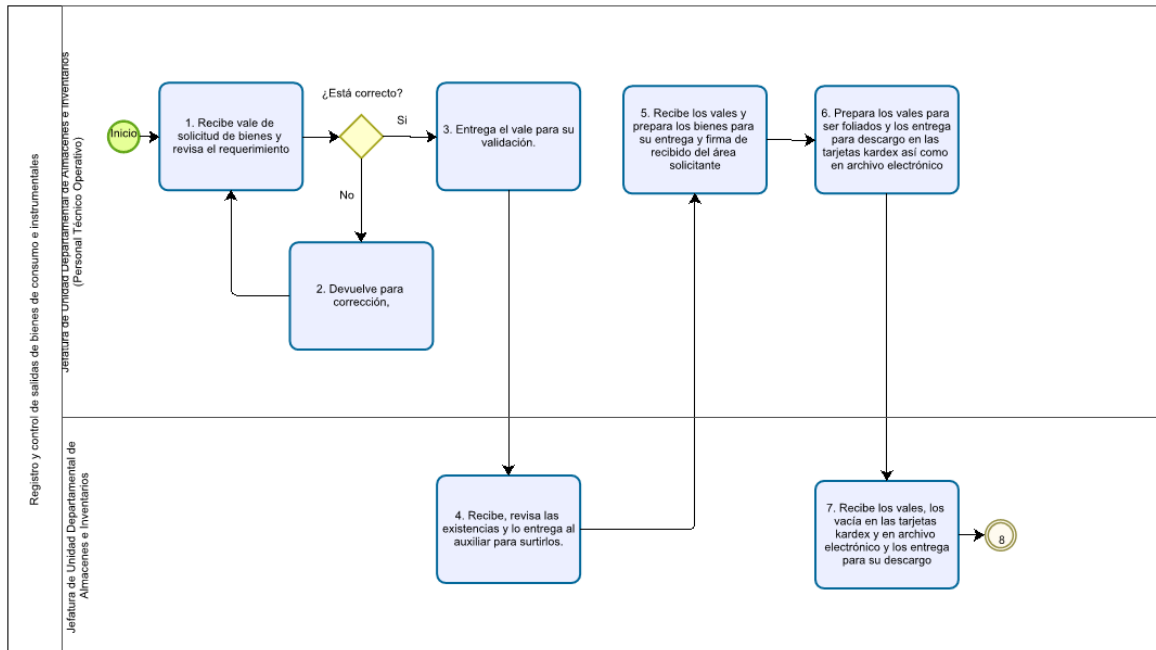 Registro y control de salidas de bienes de consumo e instrumentales
Jefatura de Unidad Departamental de Almacenes e Inventarios
(Personal Técnico Operativo)
Inicio
1. Recibe vale de
solicitud de bienes y
revisa el requerimiento
¿Está correcto?
Si
No
2. Devuelve para
corrección,
3. Entrega el vale para su
validación.
5. Recibe los vales y
prepara los bienes para
su entrega y firma de
recibido del área
solicitante
6. Prepara los vales para
ser foliados y los entrega
para descargo en las
tarjetas kardex así como
en archivo electrónico
Jefatura de Unidad Departamental de
Almacenes e Inventarios
4. Recibe, revisa las
existencias y lo entrega al
auxiliar para surtirlos.
7. Recibe los vales, los
vacía en las tarjetas
kardex y en archivo
electrónico y los entrega
para su descargo
8